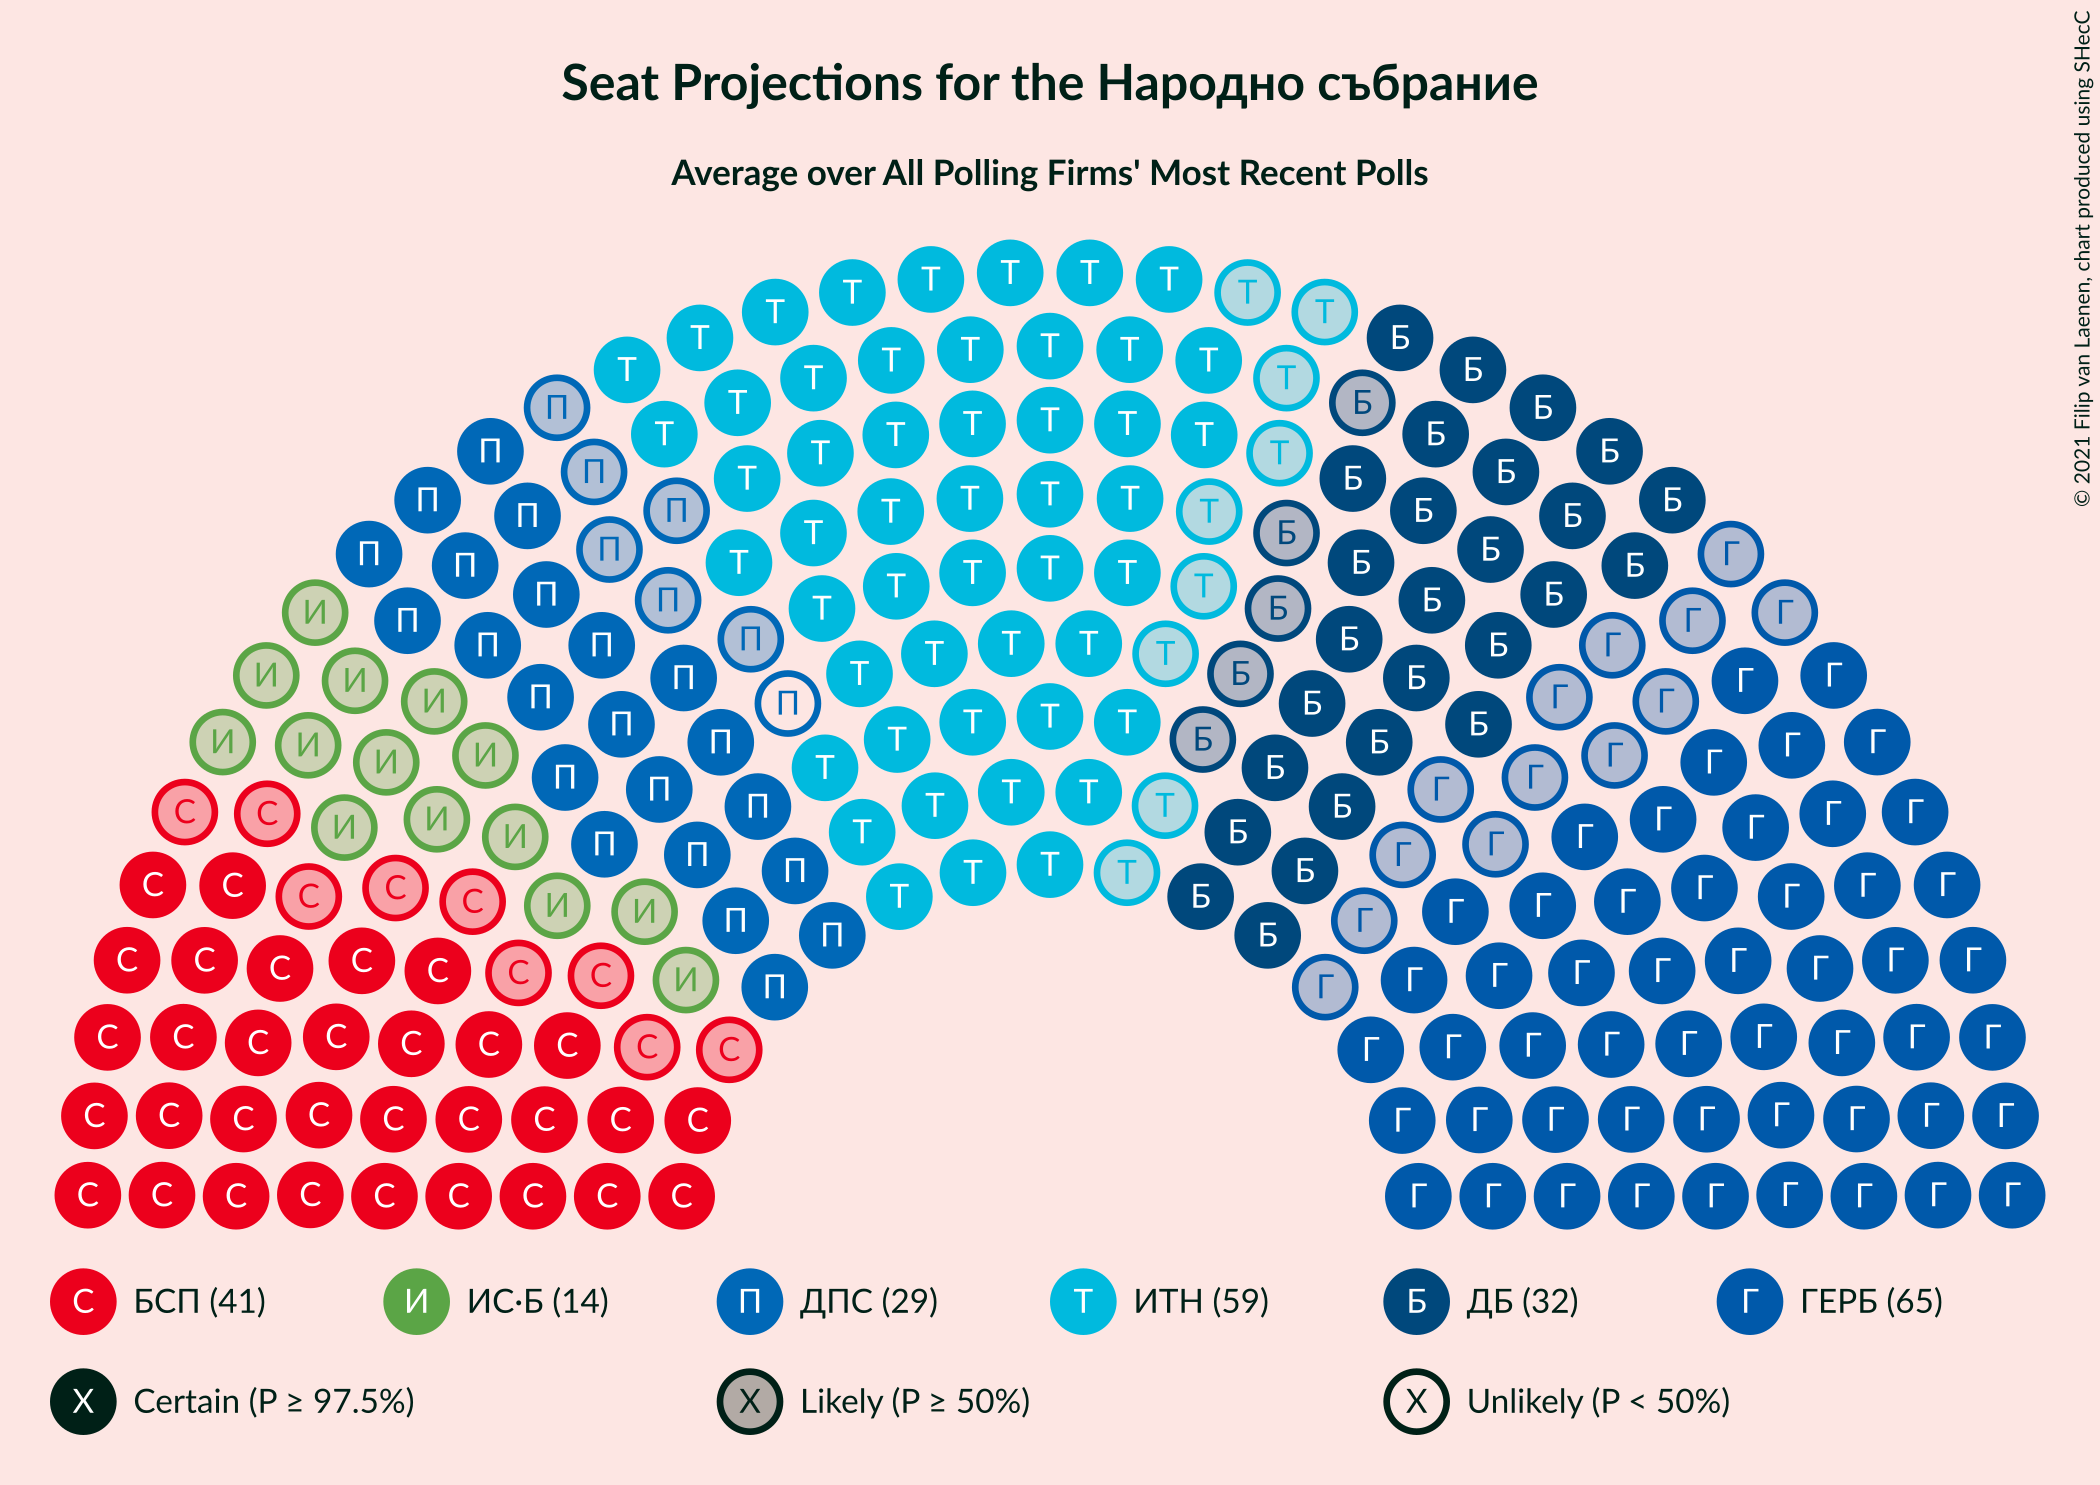 Seat Projections for the Народно събрание
Average over All Polling Firms' Most Recent Polls
© 2021 Filip van Laenen, chart produced using SHecC
С БСП (41) И ИС·Б (14) П ДПС (29) Т ИТН (59) Б ДБ (32) Г ГЕРБ (65)
X Certain (P ≥ 97.5%) X Likely (P ≥ 50%) X Unlikely (P < 50%)